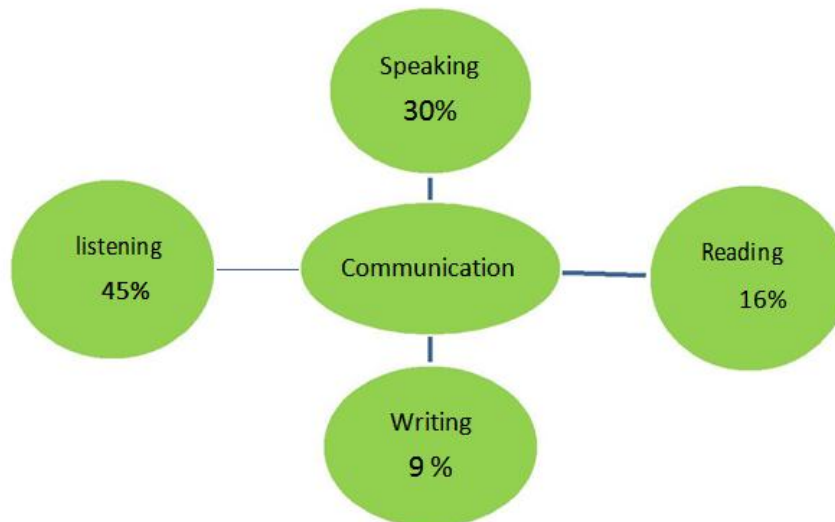 Speaking
30%
listening
45%
Communication
Reading
16%
Writing
9 %